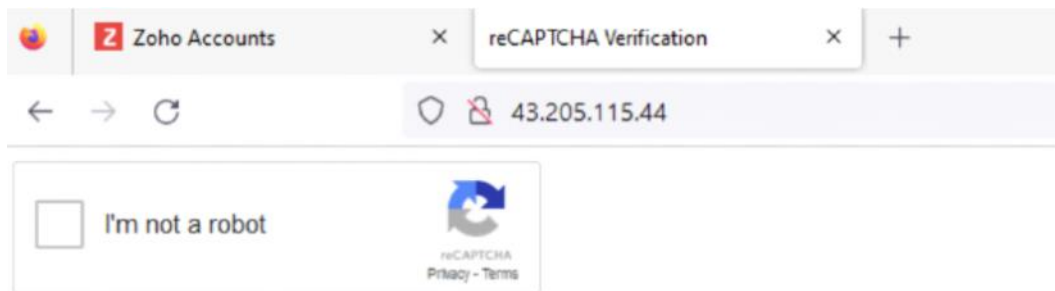 Zoho Accounts
reCAPTCHA Verification
43.205.115.44
I'm not a robot
reCAPTCHA
Privacy - Terms